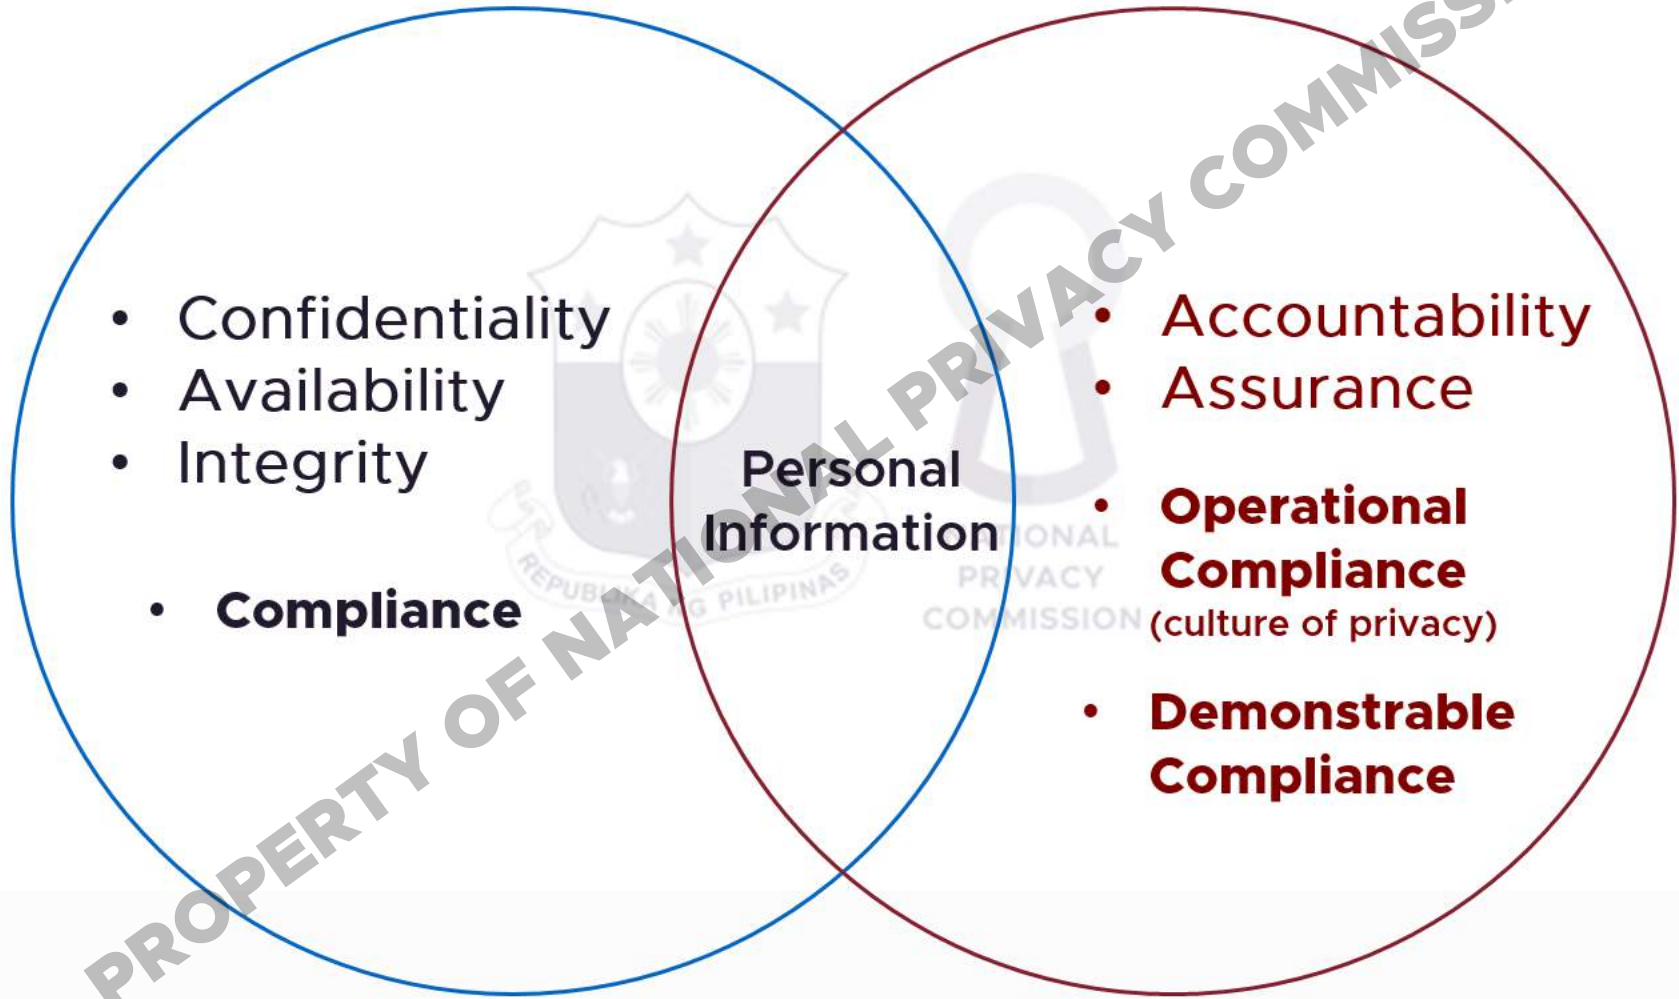 • Confidentiality
• Availability
• Integrity
• Compliance
Personal
Information
• Accountability
• Assurance
• Operational
Compliance
(culture of privacy)
• Demonstrable
Compliance
REPUBLIKA NG PILIPINAS
NATIONAL
PRIVACY
COMMISSION
PROPERTY OF NATIONAL PRIVACY COMMISS